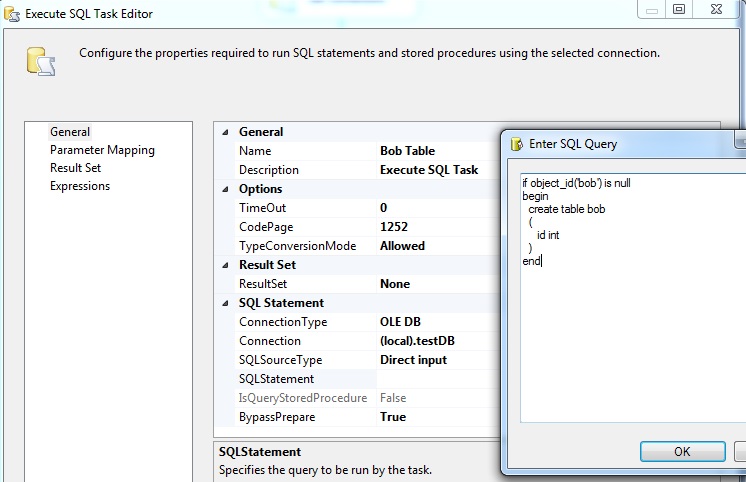 Execute SQL Task Editor
Configure the properties required to run SQL statements and stored procedures using the selected connection.
General
Parameter Mapping
Result Set
Expressions
General
Name Bob Table
Description Execute SQL Task
Options
TimeOut 0
CodePage 1252
TypeConversionMode Allowed
Result Set
ResultSet None
SQL Statement
ConnectionType OLE DB
Connection (local).testDB
SQLSourceType Direct input
SQLStatement
IsQueryStoredProcedure False
BypassPrepare True
SQLStatement
Specifies the query to be run by the task.
Enter SQL Query
if object_id('bob') is null
begin
create table bob
(
id int
)
end
OK